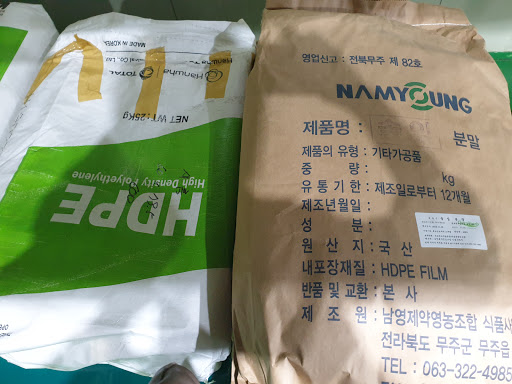 MADE IN KOREA
Hanwha TOTAL
NET WT: 25Kg
High Density Polyethylene
HDPE
영업신고 : 전북무주 제 82호
NAMYOUNG
제품명 :
분말
제품의 유형 : 기타가공품
중 량 : kg
유 통 기 한 : 제조일로부터 12개월
제조년월일 :
성 분 :
원 산 지 : 국 산
내포장재질 : HDPE FILM
반품 및 교환 : 본 사
제 조 원 : 남영제약영농조합 식품사
전라북도 무주군 무주읍
TEL : 063-322-4985